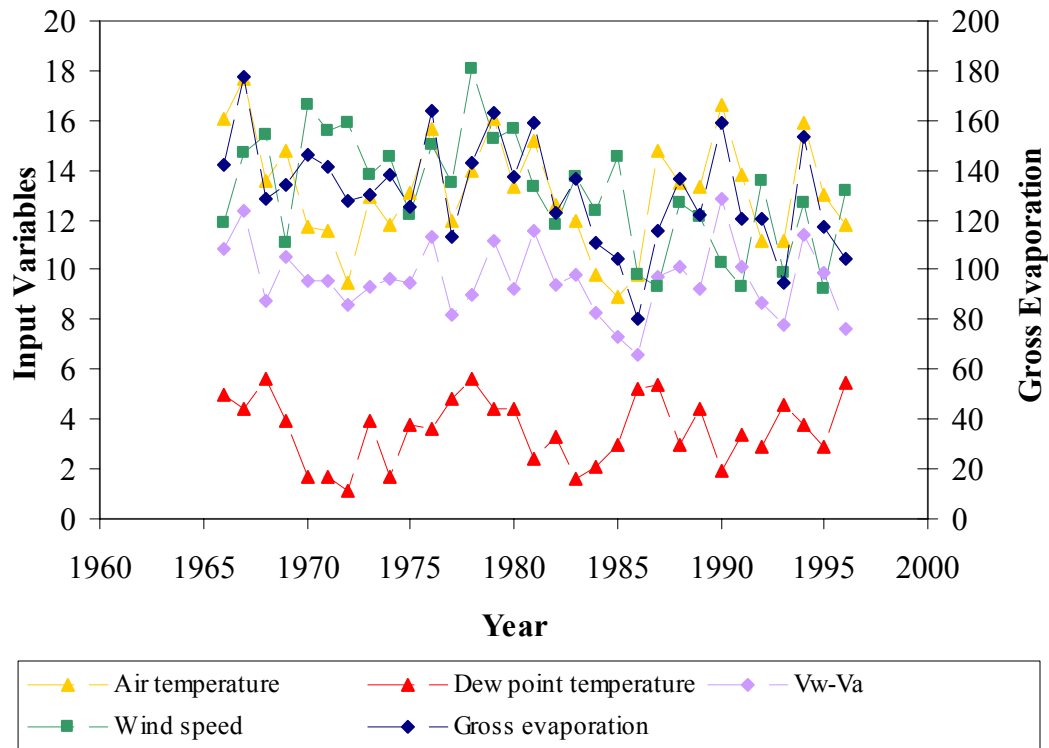 20 200
18 180
16 160
14 140
12 120
10 100
8 80
6 60
4 40
2 20
0 0
Input Variables
Gross Evaporation
1960 1965 1970 1975 1980 1985 1990 1995 2000
Year
Air temperature Dew point temperature Vw-Va
Wind speed Gross evaporation